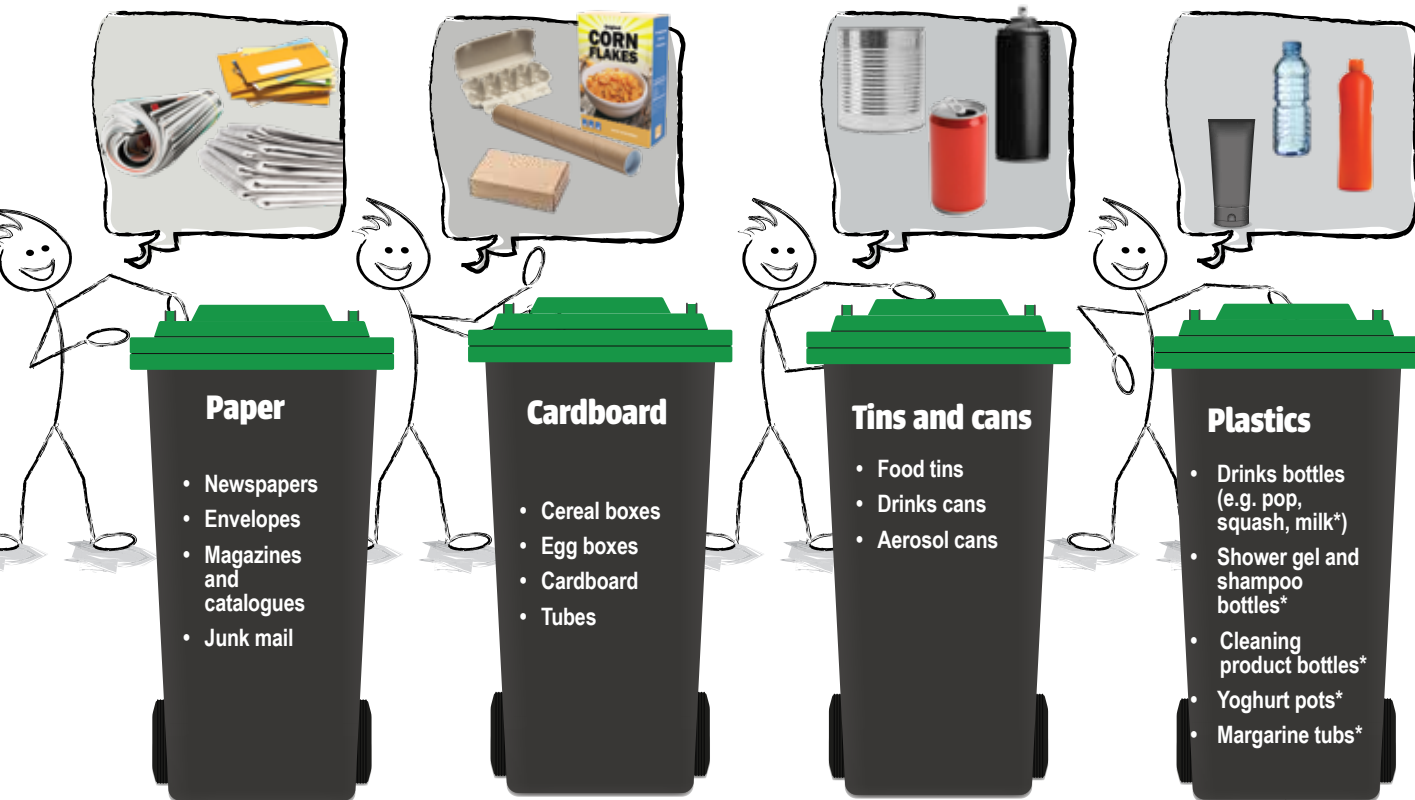 Original
CORN
FLAKES
Paper
• Newspapers
• Envelopes
• Magazines
and
catalogues
• Junk mail
Cardboard
• Cereal boxes
• Egg boxes
• Cardboard
• Tubes
Tins and cans
• Food tins
• Drinks cans
• Aerosol cans
Plastics
• Drinks bottles
(e.g. pop,
squash, milk*)
• Shower gel and
shampoo
bottles*
• Cleaning
product bottles*
• Yoghurt pots*
• Margarine tubs*